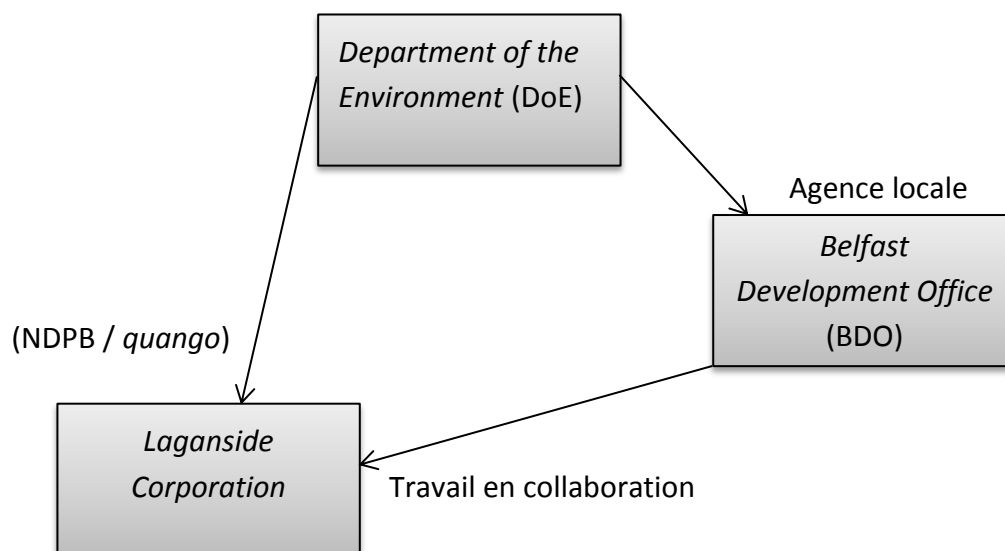 Department of the
Environment (DoE)
Agence locale
Belfast
Development Office
(BDO)
(NDPB / quango)
Laganside
Corporation
Travail en collaboration